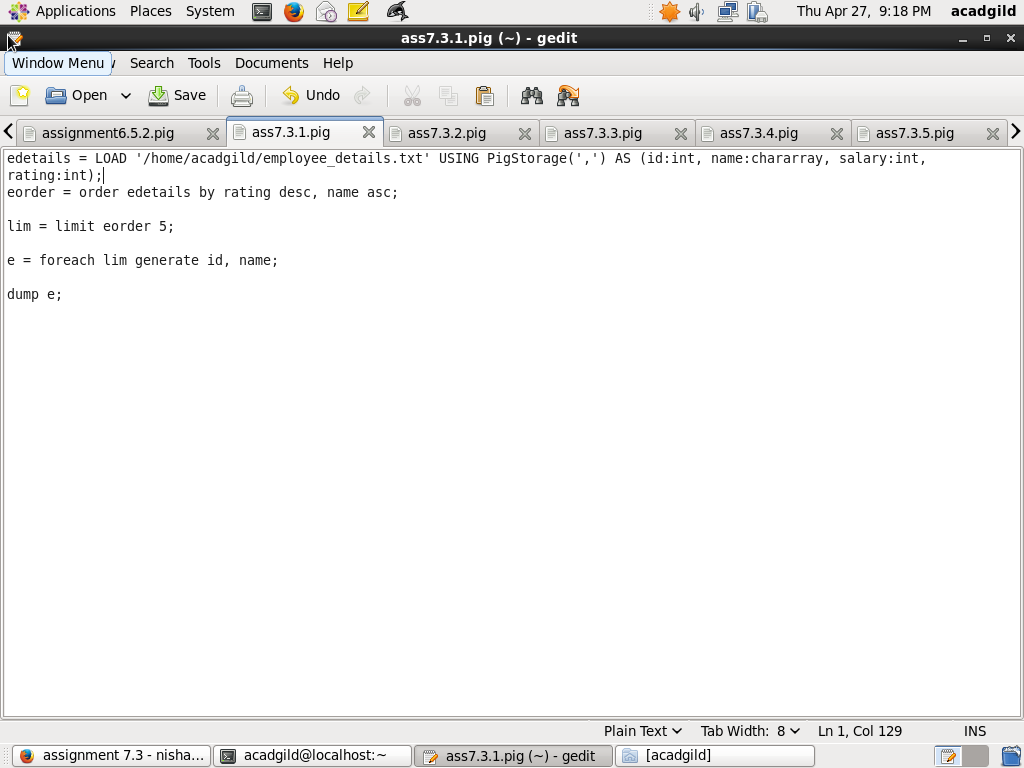 Applications Places System Thu Apr 27, 9:18 PM acadgild
ass7.3.1.pig (~) - gedit
Window Menu Search Tools Documents Help
Open Save Undo
assignment6.5.2.pig ass7.3.1.pig ass7.3.2.pig ass7.3.3.pig ass7.3.4.pig ass7.3.5.pig
edetails = LOAD '/home/acadgild/employee_details.txt' USING PigStorage(',') AS (id:int, name:chararray, salary:int,
rating:int);
eorder = order edetails by rating desc, name asc;
lim = limit eorder 5;
e = foreach lim generate id, name;
dump e;
Plain Text Tab Width: 8 Ln 1, Col 129 INS
assignment 7.3 - nisha... acadgild@localhost:~ ass7.3.1.pig (~) - gedit [acadgild]